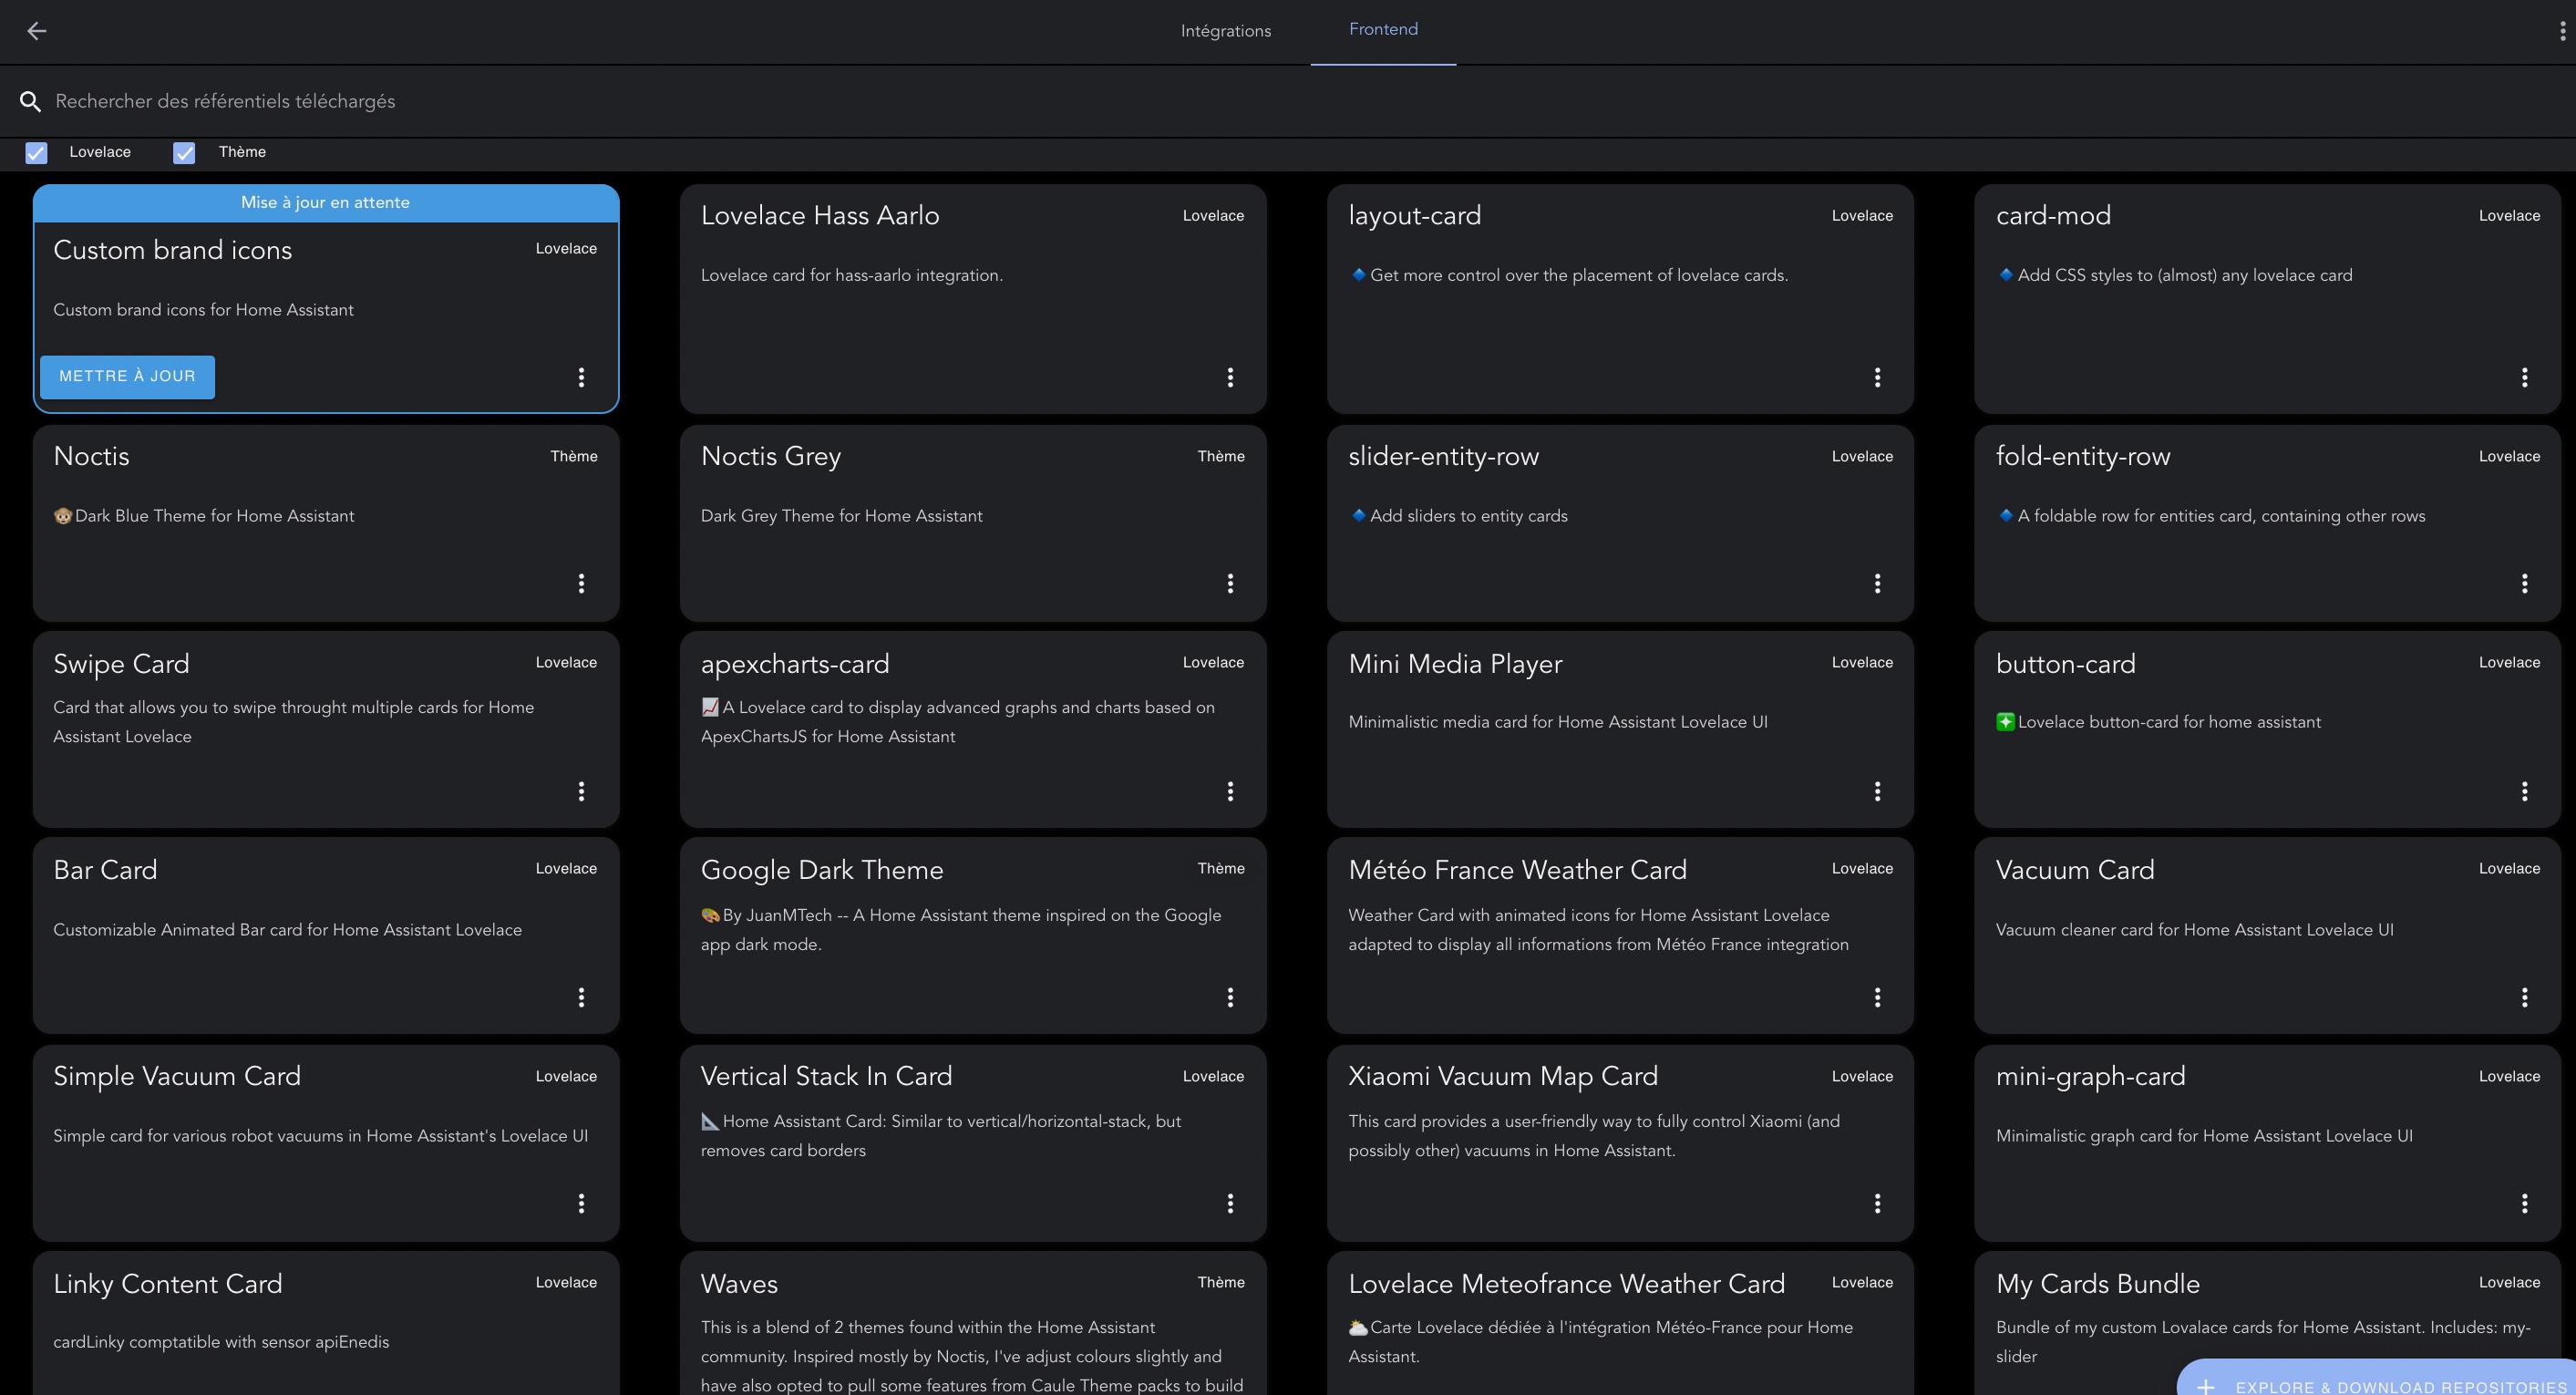 Intégrations
Frontend
Rechercher des référentiels téléchargés
Lovelace
Thème
Mise à jour en attente
Custom brand icons
Lovelace
Custom brand icons for Home Assistant
METTRE À JOUR
Lovelace Hass Aarlo
Lovelace
Lovelace card for hass-aarlo integration.
layout-card
Lovelace
🔹 Get more control over the placement of lovelace cards.
card-mod
Lovelace
🔹 Add CSS styles to (almost) any lovelace card
Noctis
Thème
🐵 Dark Blue Theme for Home Assistant
Noctis Grey
Thème
Dark Grey Theme for Home Assistant
slider-entity-row
Lovelace
🔹 Add sliders to entity cards
fold-entity-row
Lovelace
🔹 A foldable row for entities card, containing other rows
Swipe Card
Lovelace
Card that allows you to swipe throught multiple cards for Home
Assistant Lovelace
apexcharts-card
Lovelace
📈 A Lovelace card to display advanced graphs and charts based on
ApexChartsJS for Home Assistant
Mini Media Player
Lovelace
Minimalistic media card for Home Assistant Lovelace UI
button-card
Lovelace
❇️ Lovelace button-card for home assistant
Bar Card
Lovelace
Customizable Animated Bar card for Home Assistant Lovelace
Google Dark Theme
Thème
🎨 By JuanMTech -- A Home Assistant theme inspired on the Google
app dark mode.
Météo France Weather Card
Lovelace
Weather Card with animated icons for Home Assistant Lovelace
adapted to display all informations from Météo France integration
Vacuum Card
Lovelace
Vacuum cleaner card for Home Assistant Lovelace UI
Simple Vacuum Card
Lovelace
Simple card for various robot vacuums in Home Assistant's Lovelace UI
Vertical Stack In Card
Lovelace
📐 Home Assistant Card: Similar to vertical/horizontal-stack, but
removes card borders
Xiaomi Vacuum Map Card
Lovelace
This card provides a user-friendly way to fully control Xiaomi (and
possibly other) vacuums in Home Assistant.
mini-graph-card
Lovelace
Minimalistic graph card for Home Assistant Lovelace UI
Linky Content Card
Lovelace
cardLinky comptatible with sensor apiEnedis
Waves
Thème
This is a blend of 2 themes found within the Home Assistant
community. Inspired mostly by Noctis, I've adjust colours slightly and
have also opted to pull some features from Caule Theme packs to build
Lovelace Meteofrance Weather Card
Lovelace
🌥 Carte Lovelace dédiée à l'intégration Météo-France pour Home
Assistant.
My Cards Bundle
Lovelace
Bundle of my custom Lovalace cards for Home Assistant. Includes: my-
slider
+ EXPLORE & DOWNLOAD REPOSITORIES